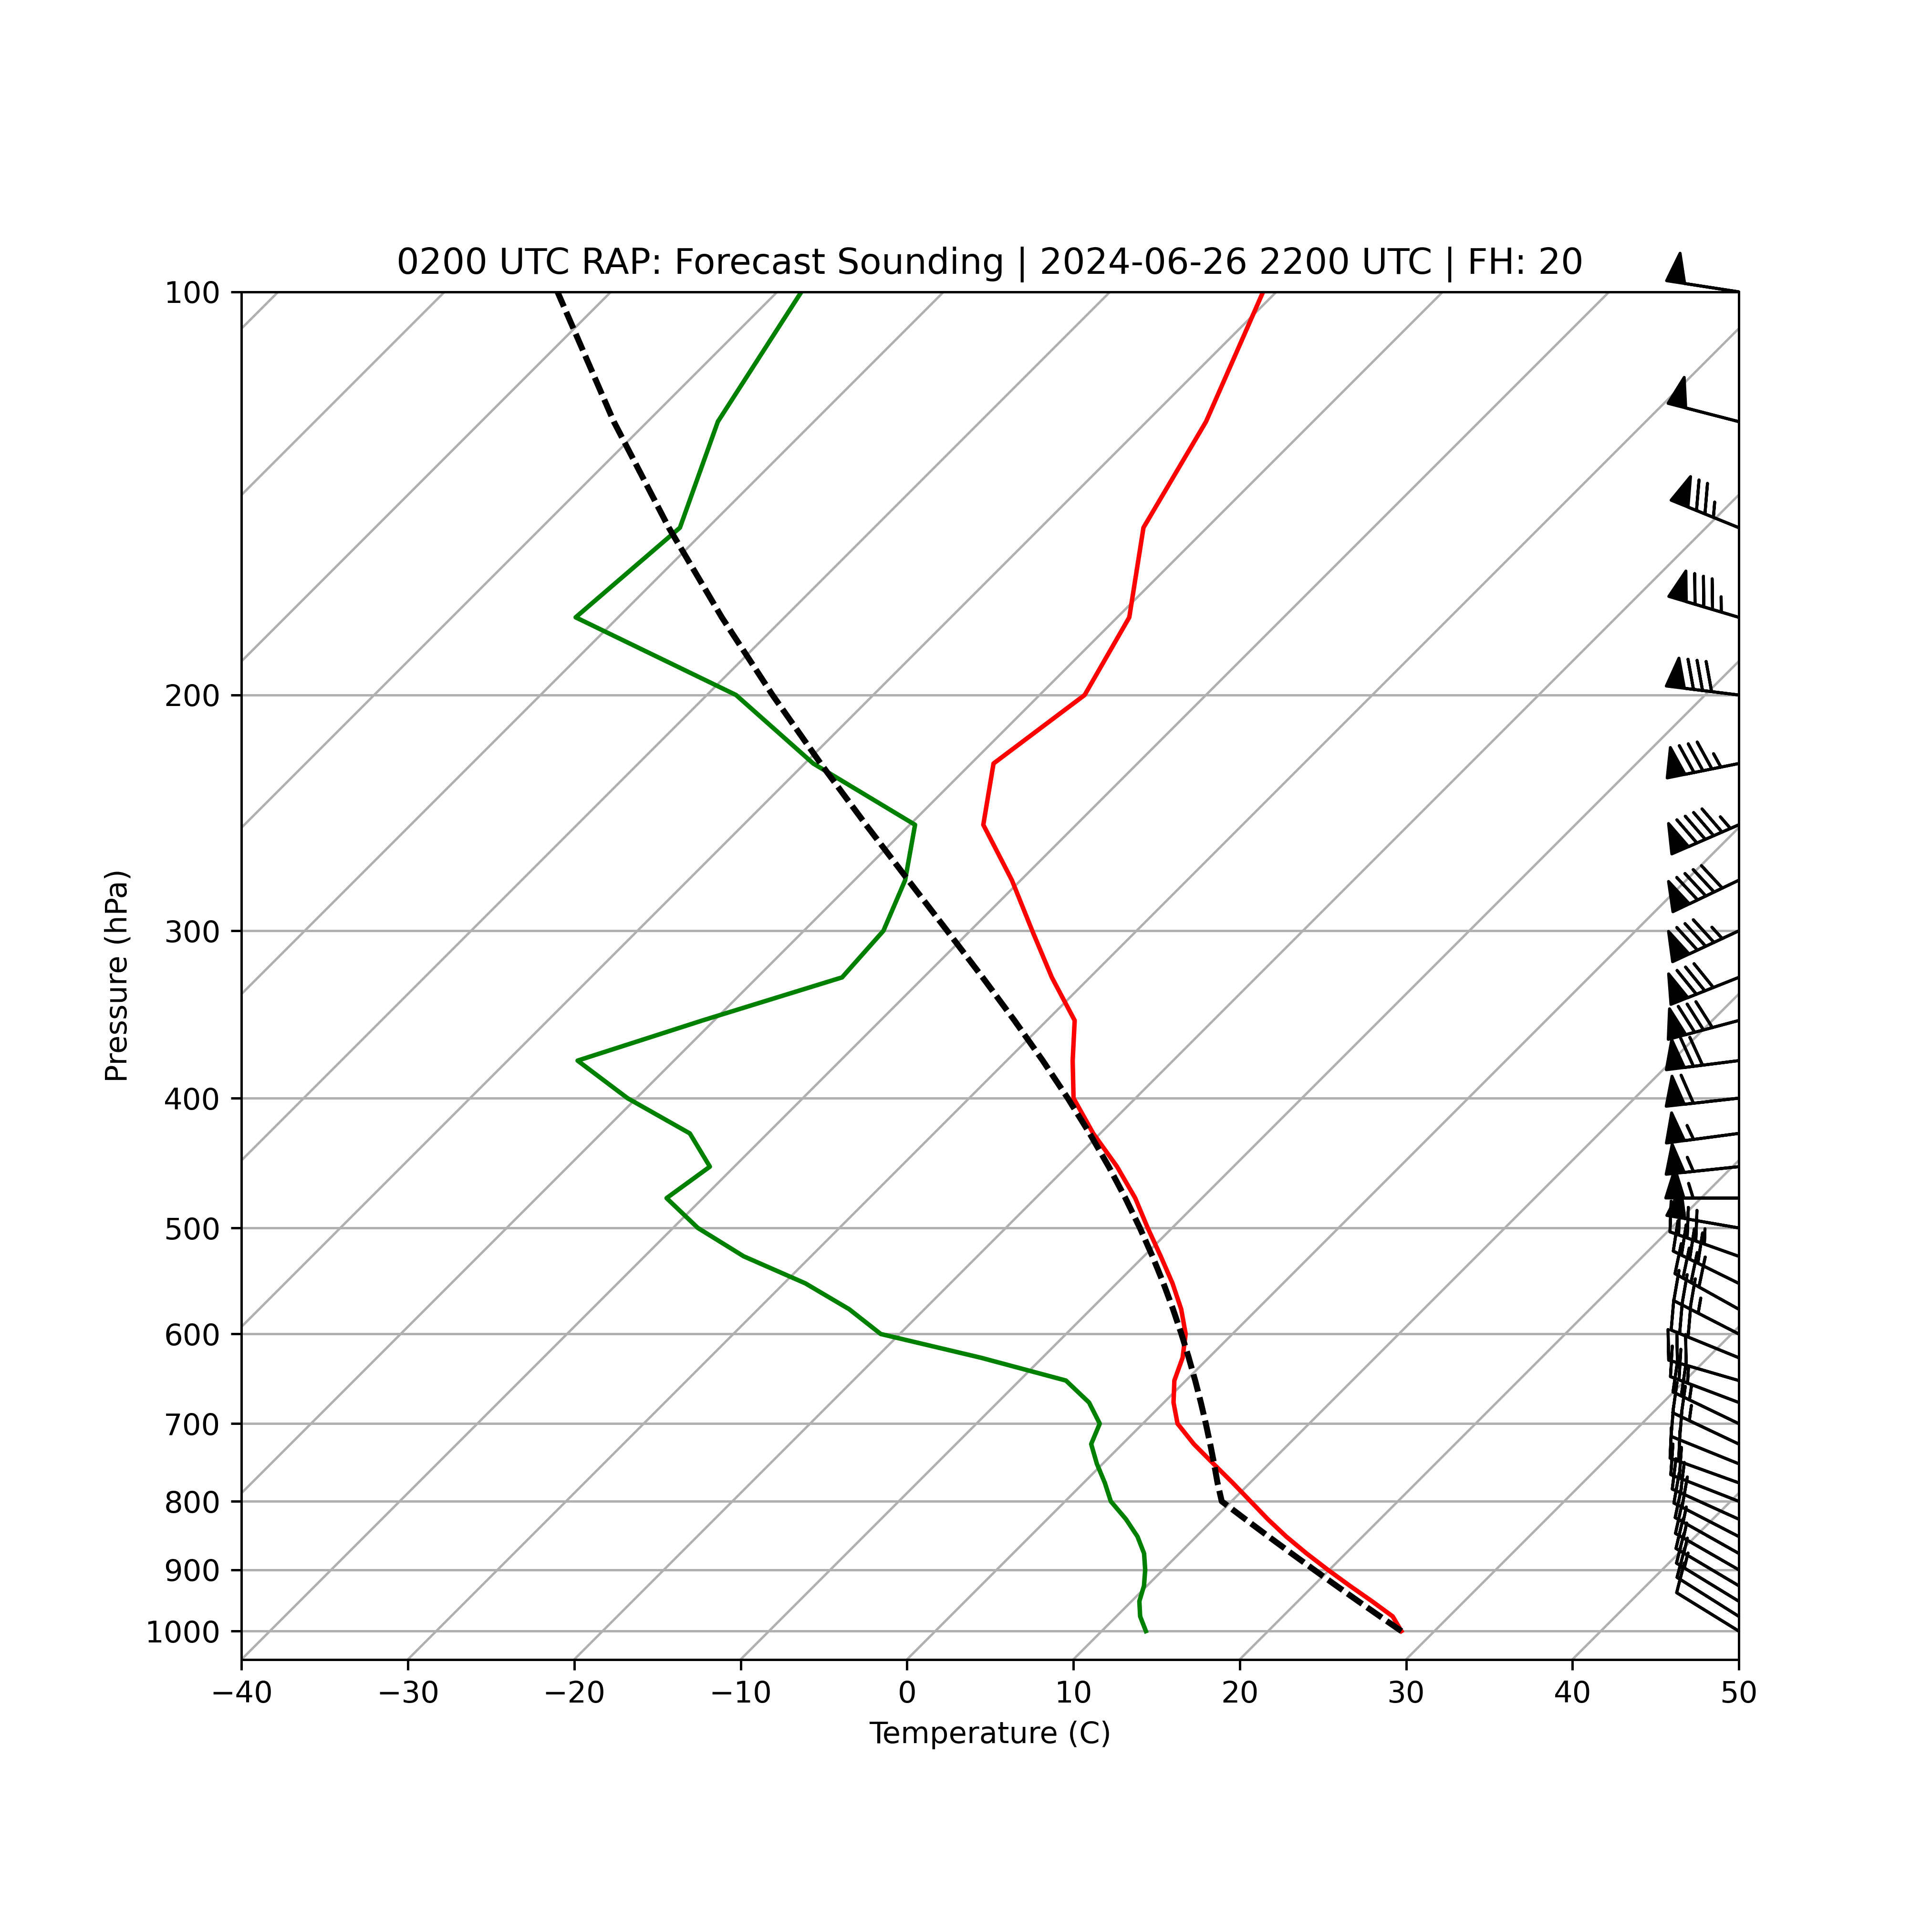 0200 UTC RAP: Forecast Sounding | 2024-06-26 2200 UTC | FH: 20
100
200
300
400
500
600
700
800
900
1000
Pressure (hPa)
−40 −30 −20 −10 0 10 20 30 40 50
Temperature (C)